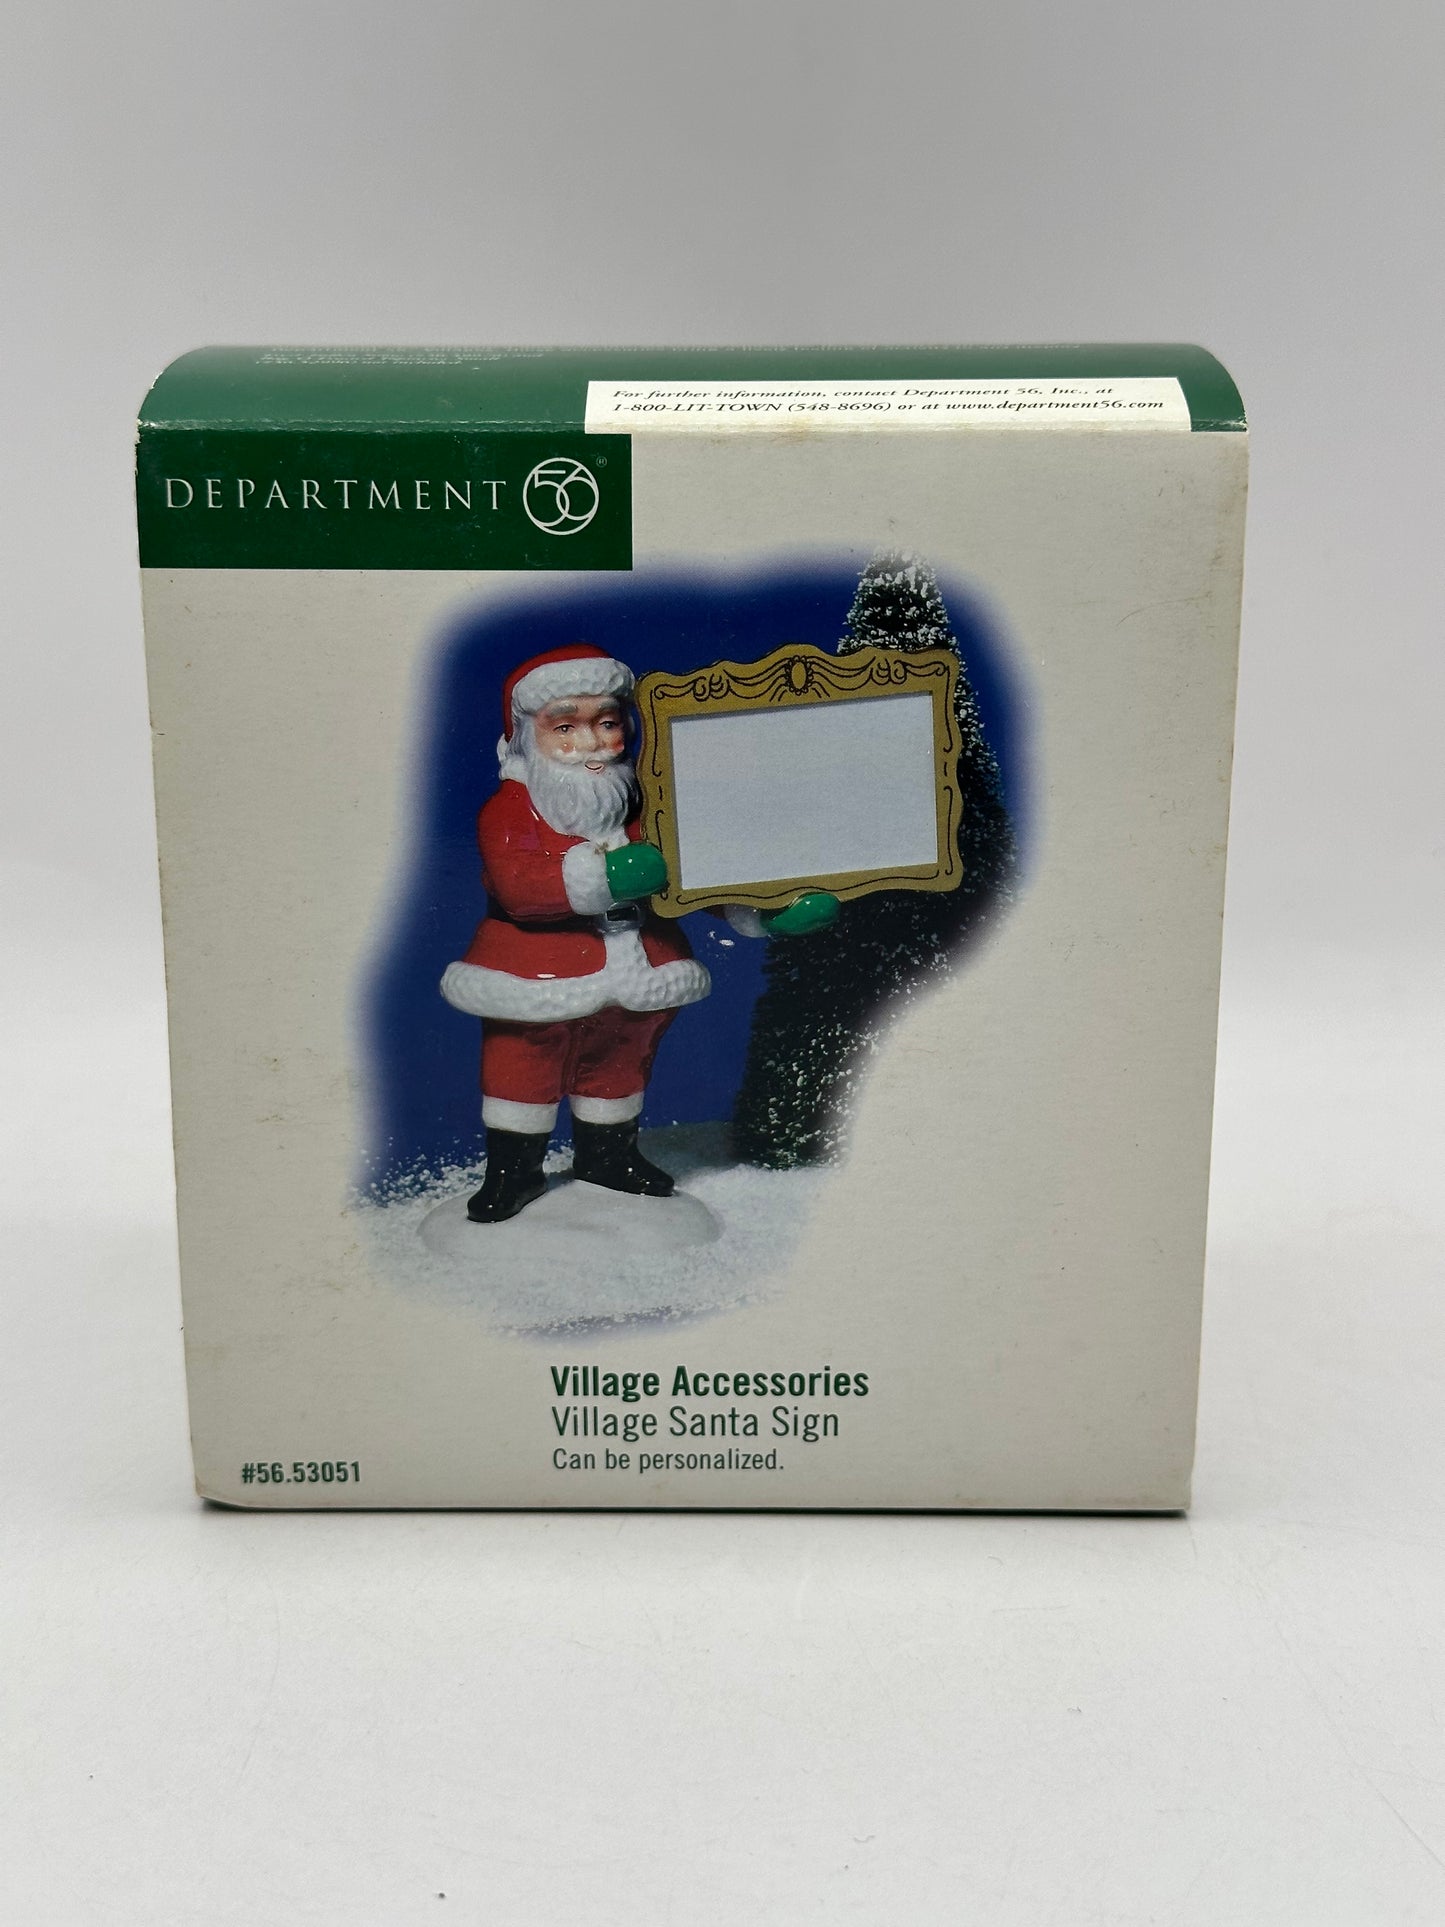 For further information, contact Department 56, Inc., at
1-800-LIT-TOWN (548-8696) or at www.department56.com
DEPARTMENT 56®
Village Accessories
Village Santa Sign
Can be personalized.
#56.53051